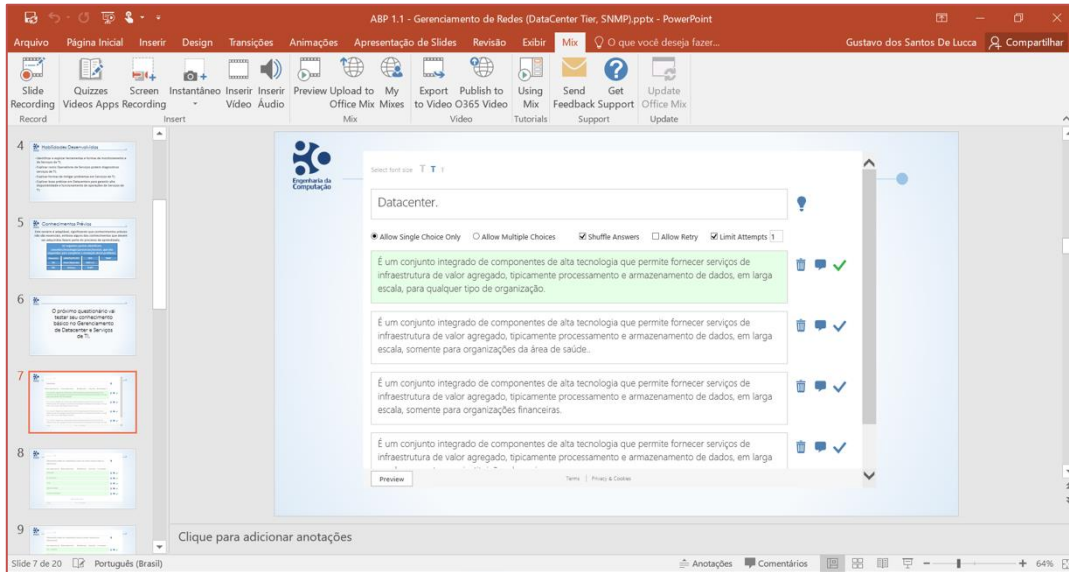 ABP 1.1 - Gerenciamento de Redes (DataCenter Tier, SNMP).pptx - PowerPoint
Arquivo Página Inicial Inserir Design Transições Animações Apresentação de Slides Revisão Exibir Mix O que você deseja fazer... Gustavo dos Santos De Lucca Compartilhar
Slide Recording
Quizzes Videos Apps
Screen Recording
Instantâneo
Inserir Vídeo
Inserir Áudio
Preview
Upload to Office Mix
My Mixes
Export to Video
Publish to O365 Video
Using Mix
Send Feedback
Get Support
Update Office Mix
Record Insert Mix Video Tutorials Support Update
4
Habilidades Desenvolvidas
5
Conhecimentos Prévios
6
O próximo questionário vai
testar seu conhecimento
básico no Gerenciamento
de Datacenter e Serviços
de TI.
7
8
9
Engenharia da
Computação
Select font size T T T
Datacenter.
Allow Single Choice Only Allow Multiple Choices Shuffle Answers Allow Retry Limit Attempts 1
É um conjunto integrado de componentes de alta tecnologia que permite fornecer serviços de
infraestrutura de valor agregado, tipicamente processamento e armazenamento de dados, em larga
escala, para qualquer tipo de organização.
É um conjunto integrado de componentes de alta tecnologia que permite fornecer serviços de
infraestrutura de valor agregado, tipicamente processamento e armazenamento de dados, em larga
escala, somente para organizações da área de saúde..
É um conjunto integrado de componentes de alta tecnologia que permite fornecer serviços de
infraestrutura de valor agregado, tipicamente processamento e armazenamento de dados, em larga
escala, somente para organizações financeiras.
É um conjunto integrado de componentes de alta tecnologia que permite fornecer serviços de
infraestrutura de valor agregado, tipicamente processamento e armazenamento de dados, em larga
Preview Terms | Privacy & Cookies
Clique para adicionar anotações
Slide 7 de 20 Português (Brasil) Anotações Comentários 64%